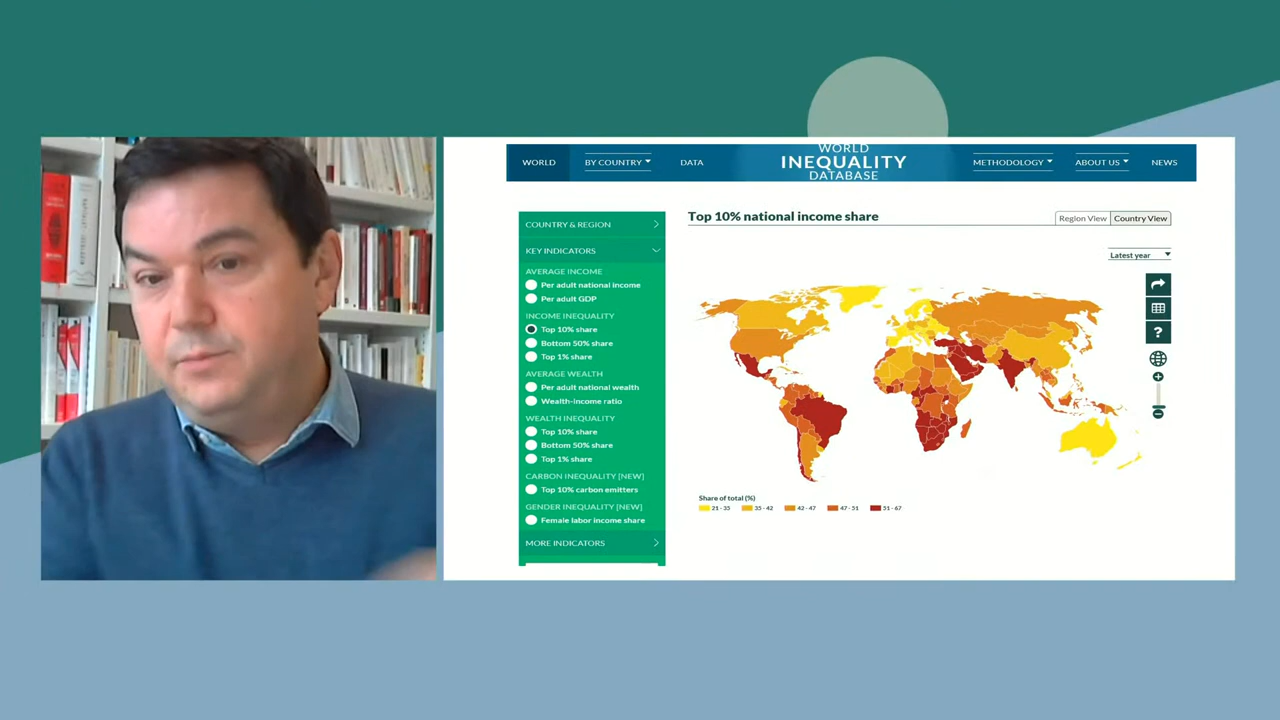 WORLD
BY COUNTRY
DATA
WORLD
INEQUALITY
DATABASE
METHODOLOGY
ABOUT US
NEWS
COUNTRY & REGION
KEY INDICATORS
AVERAGE INCOME
Per adult national income
Per adult GDP
INCOME INEQUALITY
Top 10% share
Bottom 50% share
Top 1% share
AVERAGE WEALTH
Per adult national wealth
Wealth-income ratio
WEALTH INEQUALITY
Top 10% share
Bottom 50% share
Top 1% share
CARBON INEQUALITY [NEW]
Top 10% carbon emitters
GENDER INEQUALITY [NEW]
Female labor income share
MORE INDICATORS
Top 10% national income share
Region View
Country View
Latest year
?
Share of total (%)
21 - 35
35 - 42
42 - 47
47 - 51
51 - 67